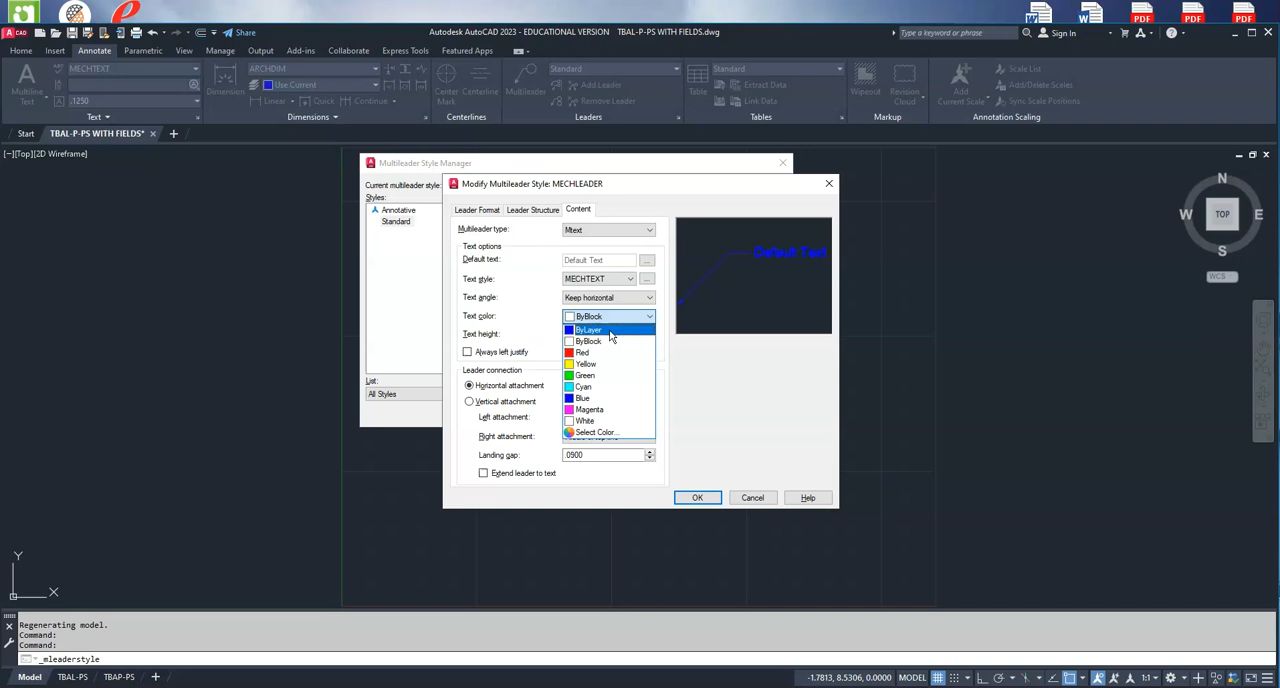 PDF
PDF
PDF
Share
Autodesk AutoCAD 2023 - EDUCATIONAL VERSION TBAL-P-PS WITH FIELDS.dwg
Type a keyword or phrase
Sign In
Home Insert Annotate Parametric View Manage Output Add-ins Collaborate Express Tools Featured Apps
MECHTEXT
Multiline Text
.1250
Text
Dimension
ARCHDIM
Use Current
Linear Quick Continue
Dimensions
Center Mark
Centerline
Centerlines
Multileader
Standard
Add Leader
Remove Leader
Leaders
Table
Standard
Extract Data
Link Data
Tables
Wipeout
Revision Cloud
Markup
Add Current Scale
Scale List
Add/Delete Scales
Sync Scale Positions
Annotation Scaling
Start TBAL-P-PS WITH FIELDS*
[−][Top][2D Wireframe]
N
W TOP E
S
WCS
Multileader Style Manager
Current multileader style:
Styles:
Annotative
Standard
List:
All Styles
Modify Multileader Style: MECHLEADER
Leader Format Leader Structure Content
Multileader type: Mtext
Text options
Default text: Default Text ...
Text style: MECHTEXT ...
Text angle: Keep horizontal
Text color: ByBlock
Text height:
ByLayer
ByBlock
Red
Yellow
Green
Cyan
Blue
Magenta
White
Select Color...
Always left justify
Leader connection
Horizontal attachment
Vertical attachment
Left attachment:
Right attachment:
Landing gap: .0900
Extend leader to text
Default Text
OK Cancel Help
Y
X
Regenerating model.
Command:
Command:
_mleaderstyle
Model TBAL-PS TBAP-PS
-1.7813, 8.5306, 0.0000 MODEL
1:1